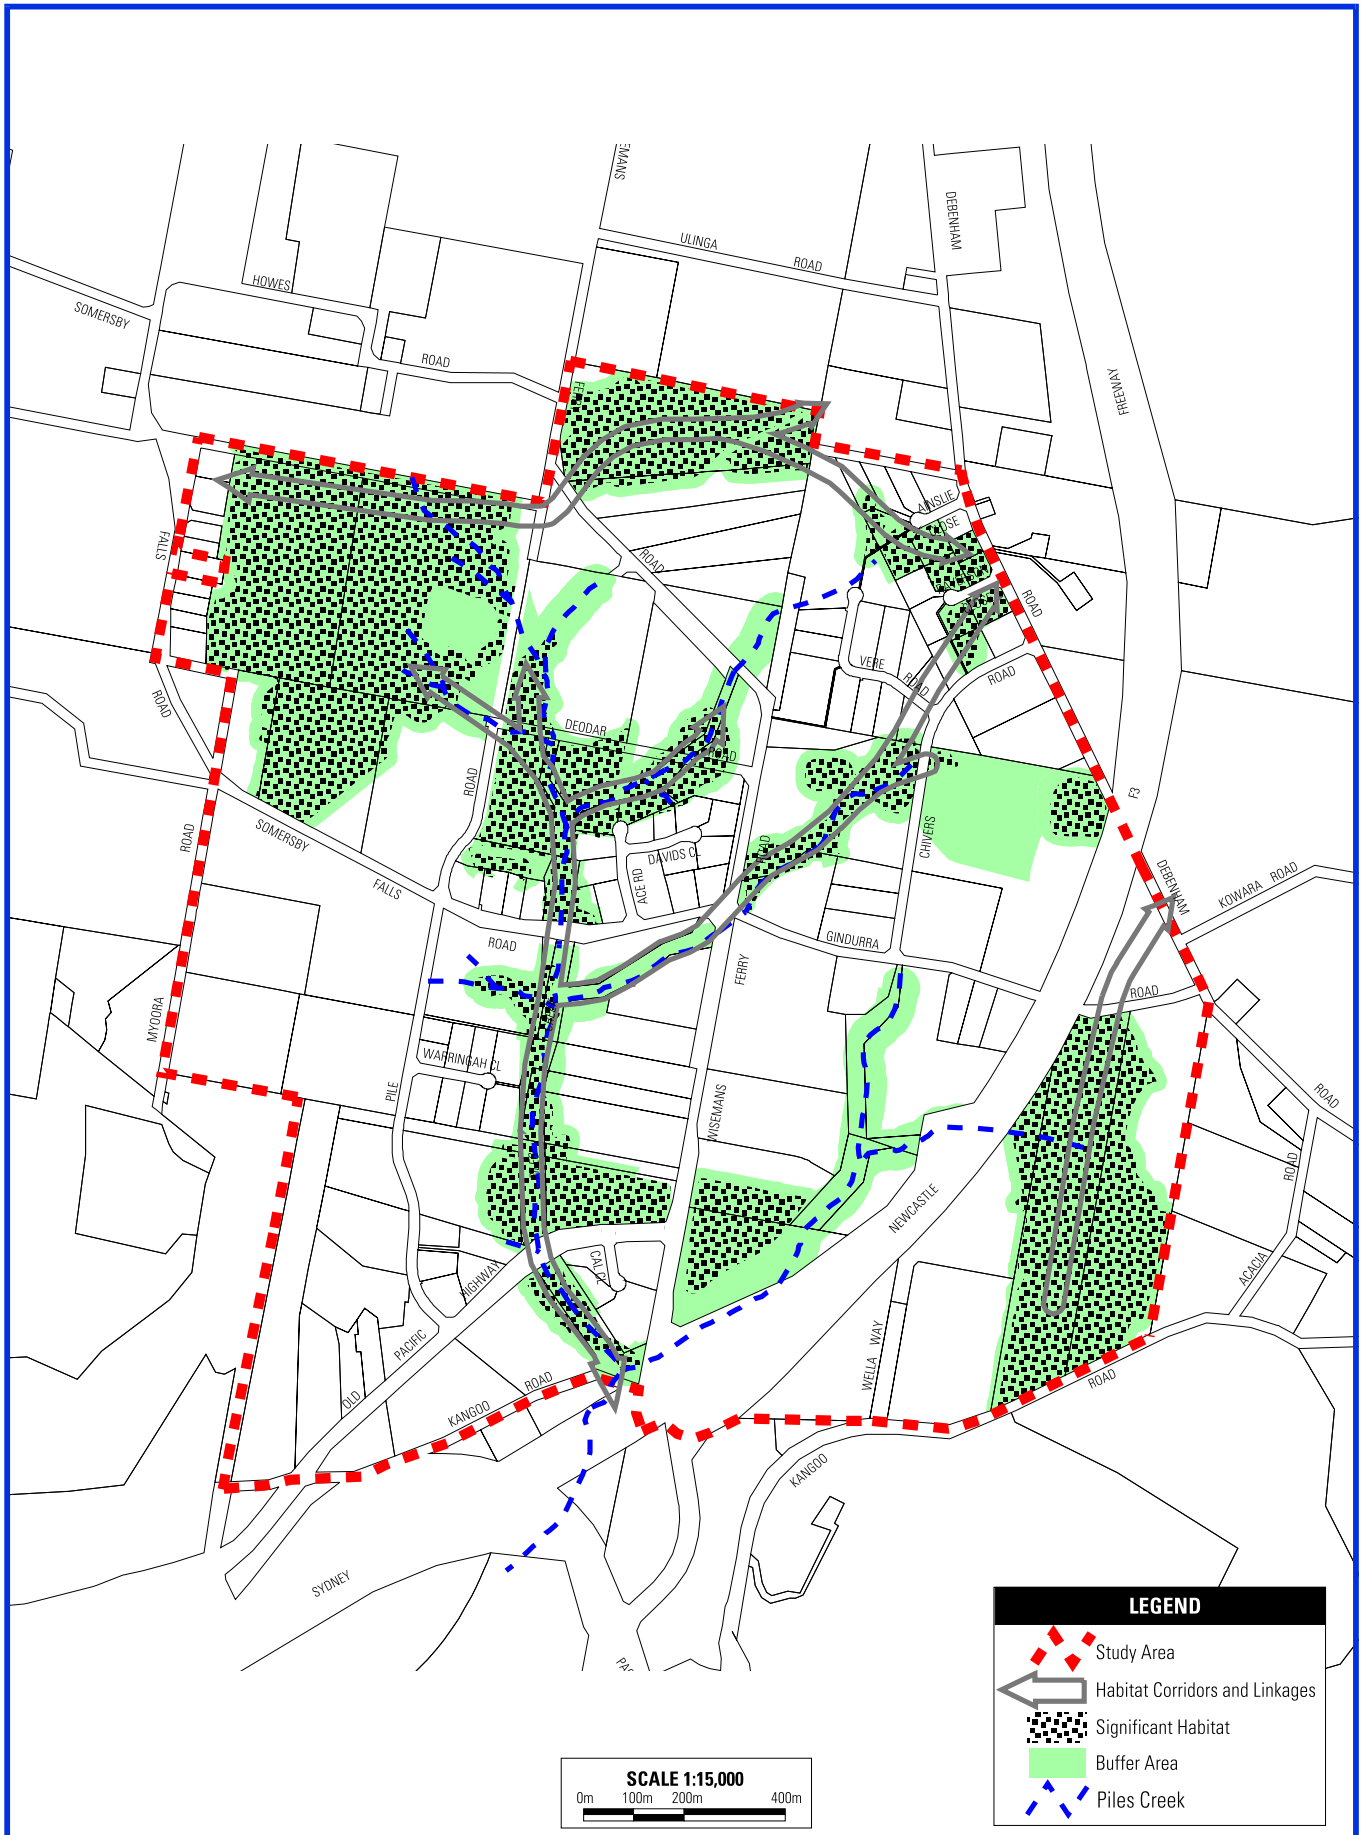 EMANS
DEBENHAM
ULINGA
ROAD
HOWES
SOMERSBY
ROAD
FREEWAY
AINSLIE
CLOSE
FALLS
ROAD
ROAD
VERE
ROAD
ROAD
ROAD
DEODAR
ROAD
ROAD
F3
ROAD
SOMERSBY
ROAD
CHIVERS
DAVIDS CL
ACE RD
FALLS
DEBENHAM
KOWARA ROAD
ROAD
GINDURRA
FERRY
ROAD
MYOORA
WARRINGAH CL
PILE
WISEMANS
ROAD
ROAD
NEWCASTLE
CAL CL
HIGHWAY
ACACIA
PACIFIC
WELLA WAY
OLD
KANGOO
ROAD
ROAD
KANGOO
SYDNEY
LEGEND
Study Area
Habitat Corridors and Linkages
Significant Habitat
Buffer Area
Piles Creek
SCALE 1:15,000
0m 100m 200m 400m